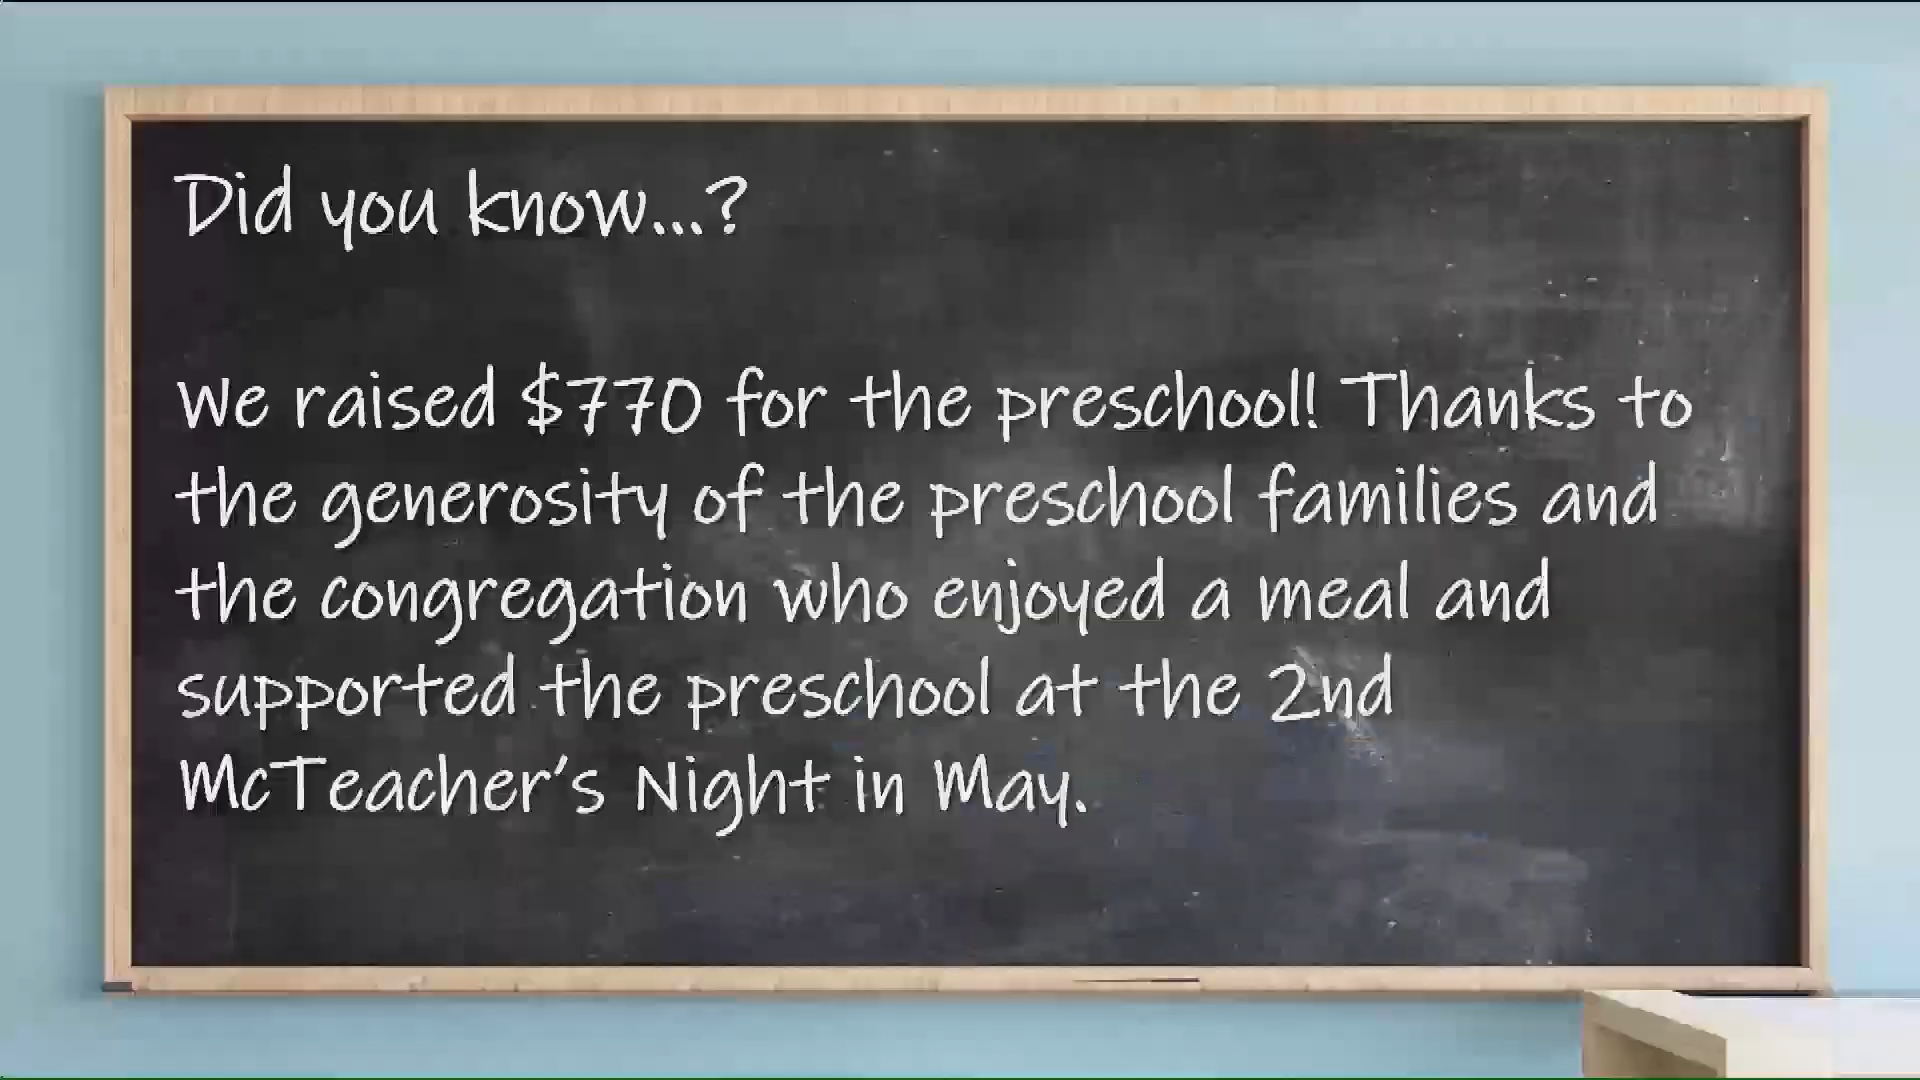 Did you know...?
We raised $770 for the preschool! Thanks to
the generosity of the preschool families and
the congregation who enjoyed a meal and
supported the preschool at the 2nd
McTeacher's Night in May.